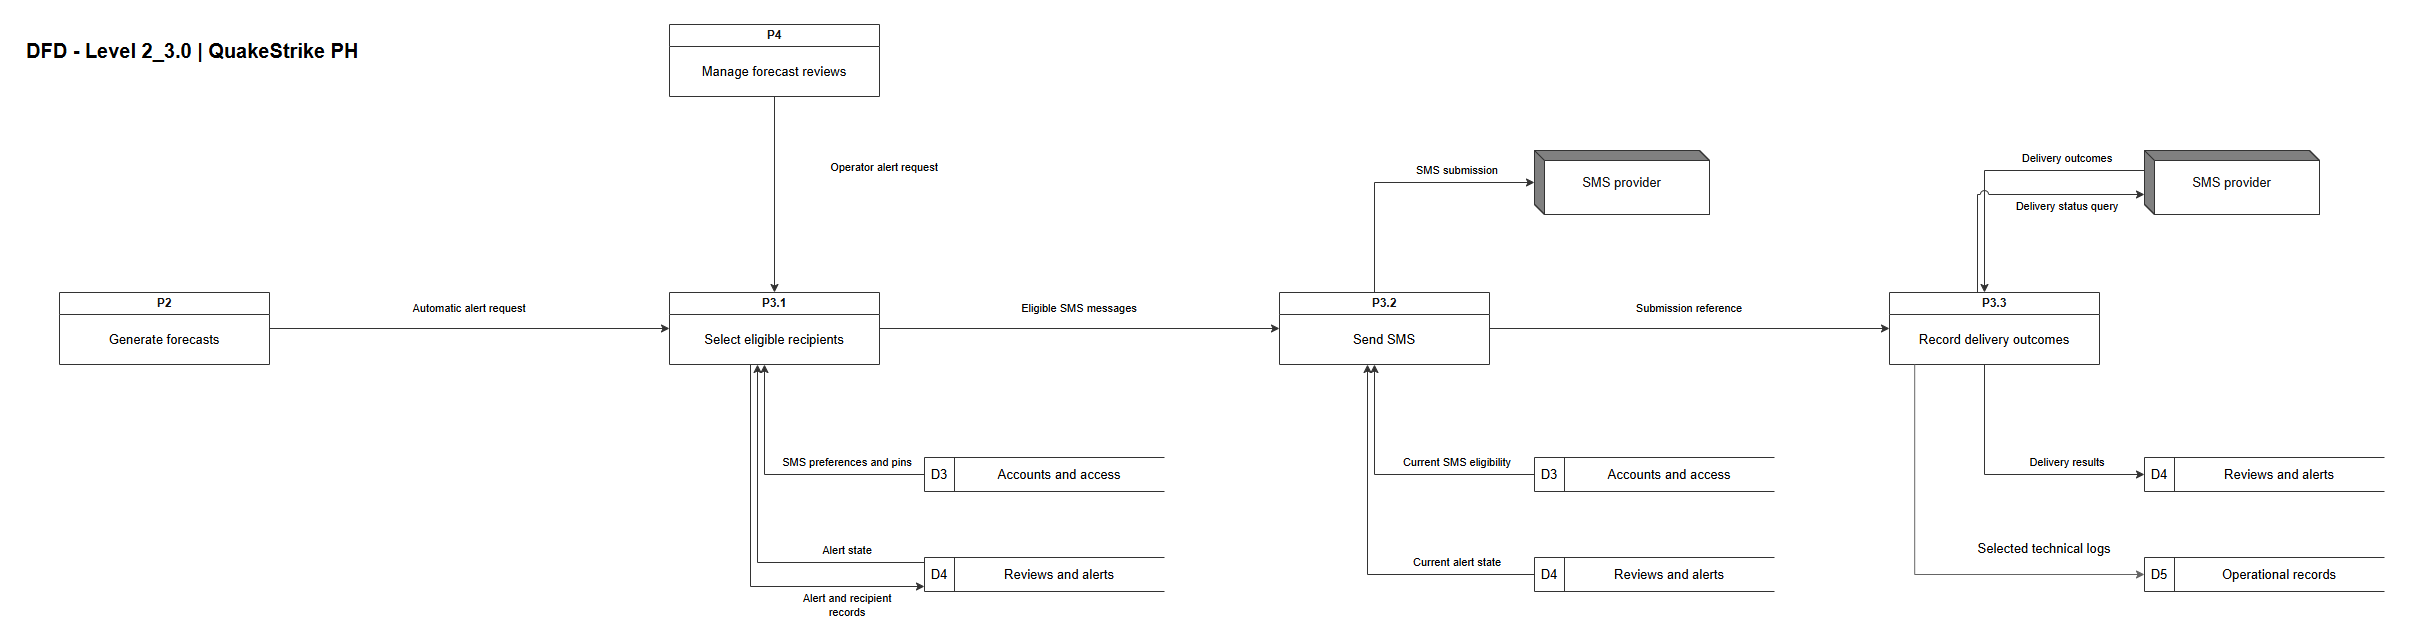 DFD - Level 2_3.0 | QuakeStrike PH
P4
Manage forecast reviews
Operator alert request
SMS submission
SMS provider
Delivery outcomes
SMS provider
Delivery status query
P2
Generate forecasts
Automatic alert request
P3.1
Select eligible recipients
Eligible SMS messages
P3.2
Send SMS
Submission reference
P3.3
Record delivery outcomes
SMS preferences and pins
D3
Accounts and access
Current SMS eligibility
D3
Accounts and access
Delivery results
D4
Reviews and alerts
Alert state
D4
Reviews and alerts
Alert and recipient
records
Current alert state
D4
Reviews and alerts
Selected technical logs
D5
Operational records